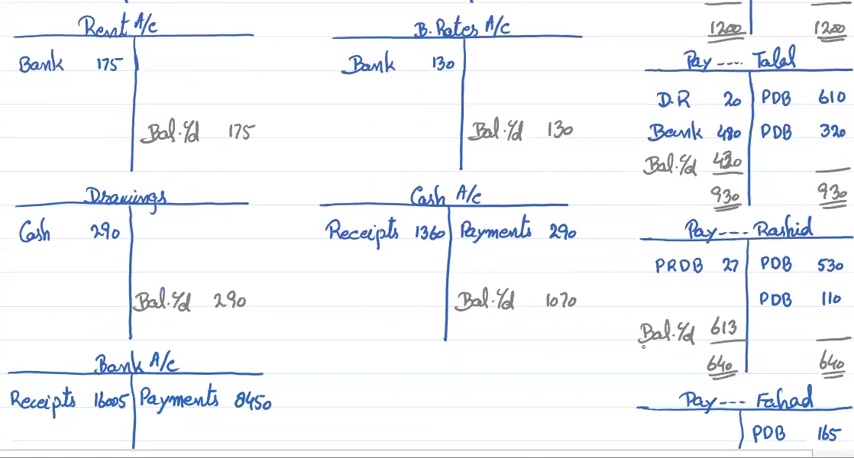 1200 1200
Rent A/c
Bank 175
Bal. c/d 175
B. Rates A/c
Bank 130
Bal. c/d 130
Pay ---- Talal
D.R 20 PDB 610
Bank 480 PDB 320
Bal. c/d 430
930 930
Drawings
Cash 290
Bal. c/d 290
Cash A/c
Receipts 1360 Payments 290
Bal. c/d 1070
Pay --- Rashid
PRDB 27 PDB 530
PDB 110
Bal. c/d 613
640 640
Bank A/c
Receipts 16005 Payments 8450
Pay --- Fahad
PDB 165